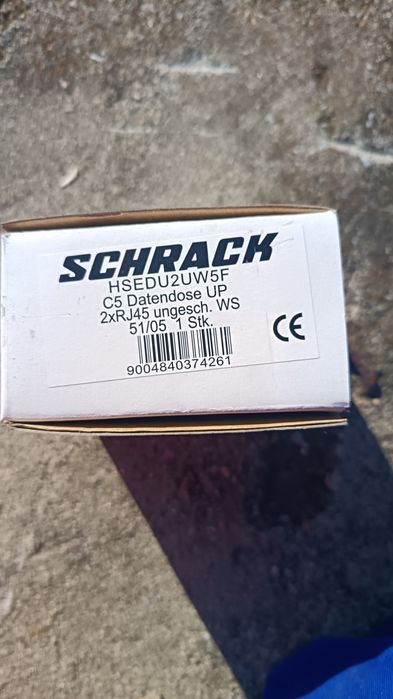 SCHRACK
HSEDU2UW5F
C5 Datendose UP
2xRJ45 ungesch. WS
51/05 1 Stk.
CE
9004840374261